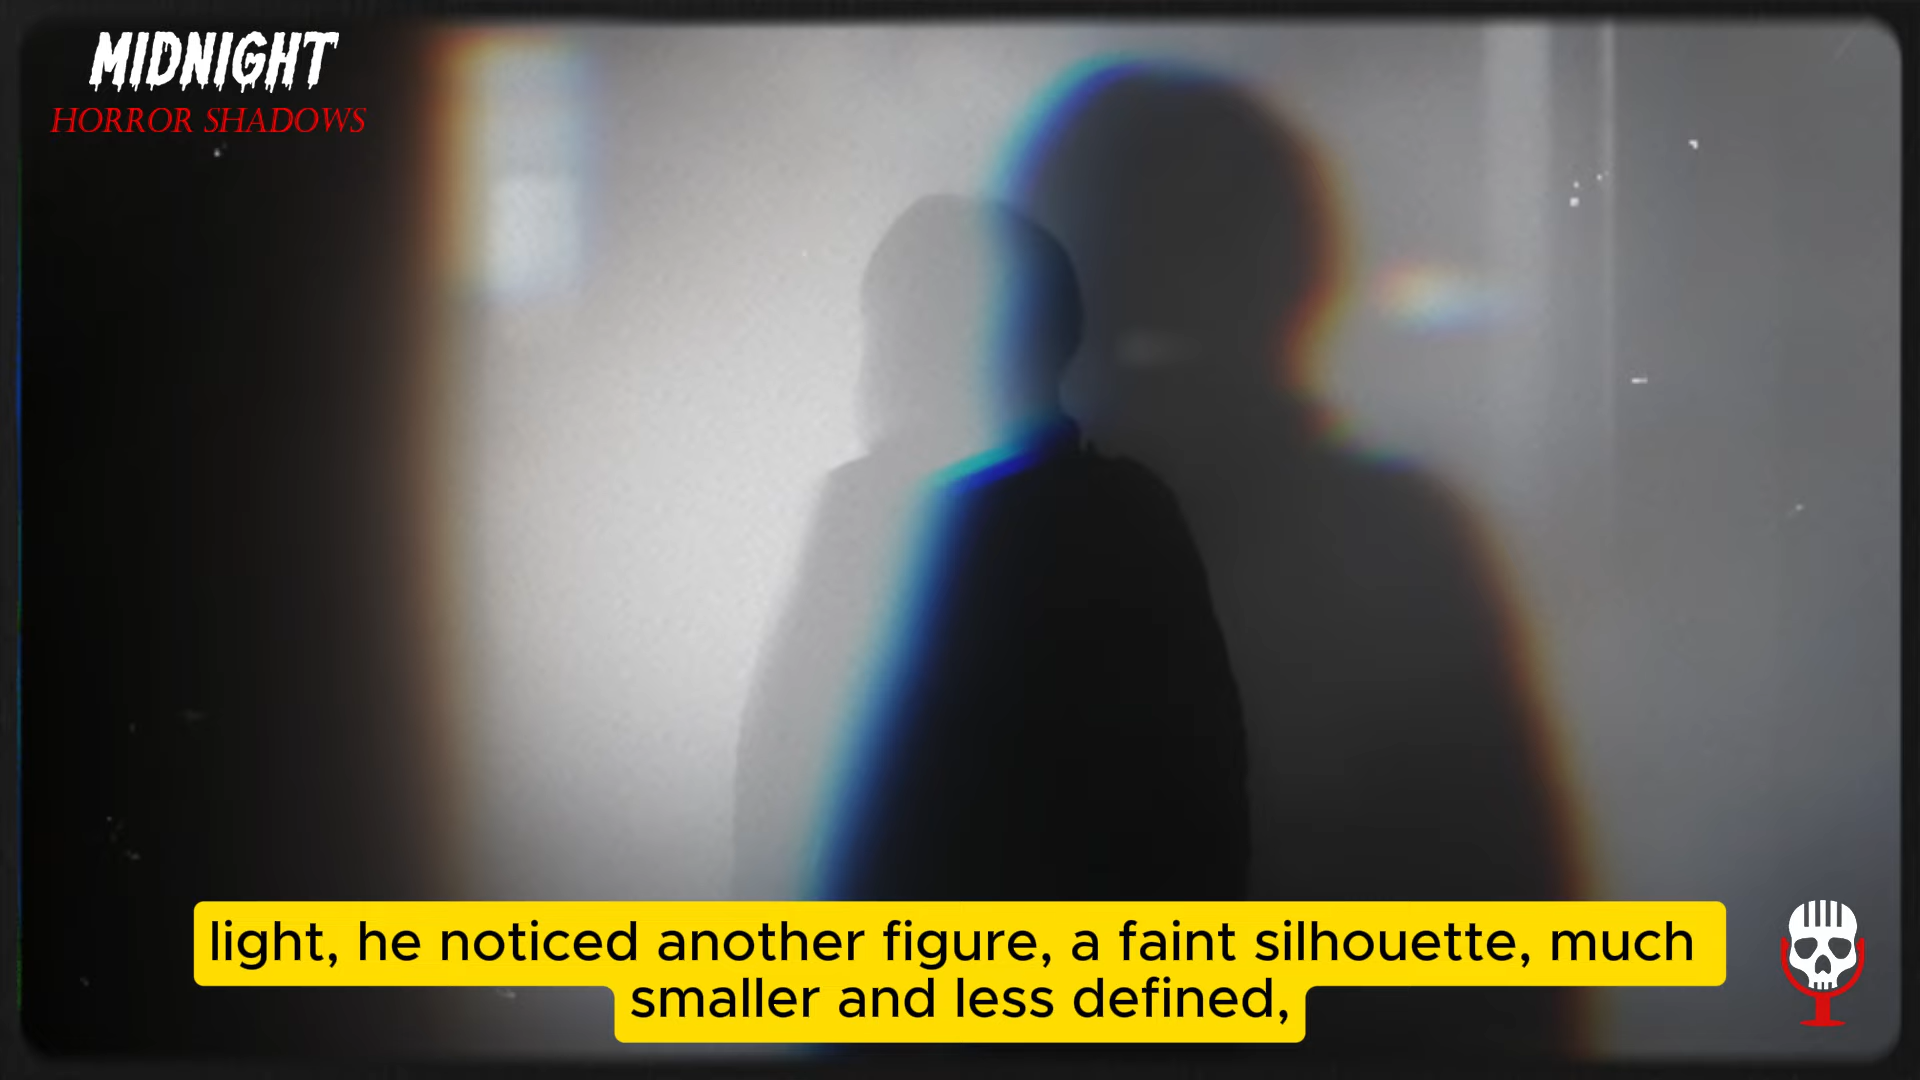 MIDNIGHT
HORROR SHADOWS
light, he noticed another figure, a faint silhouette, much
smaller and less defined,